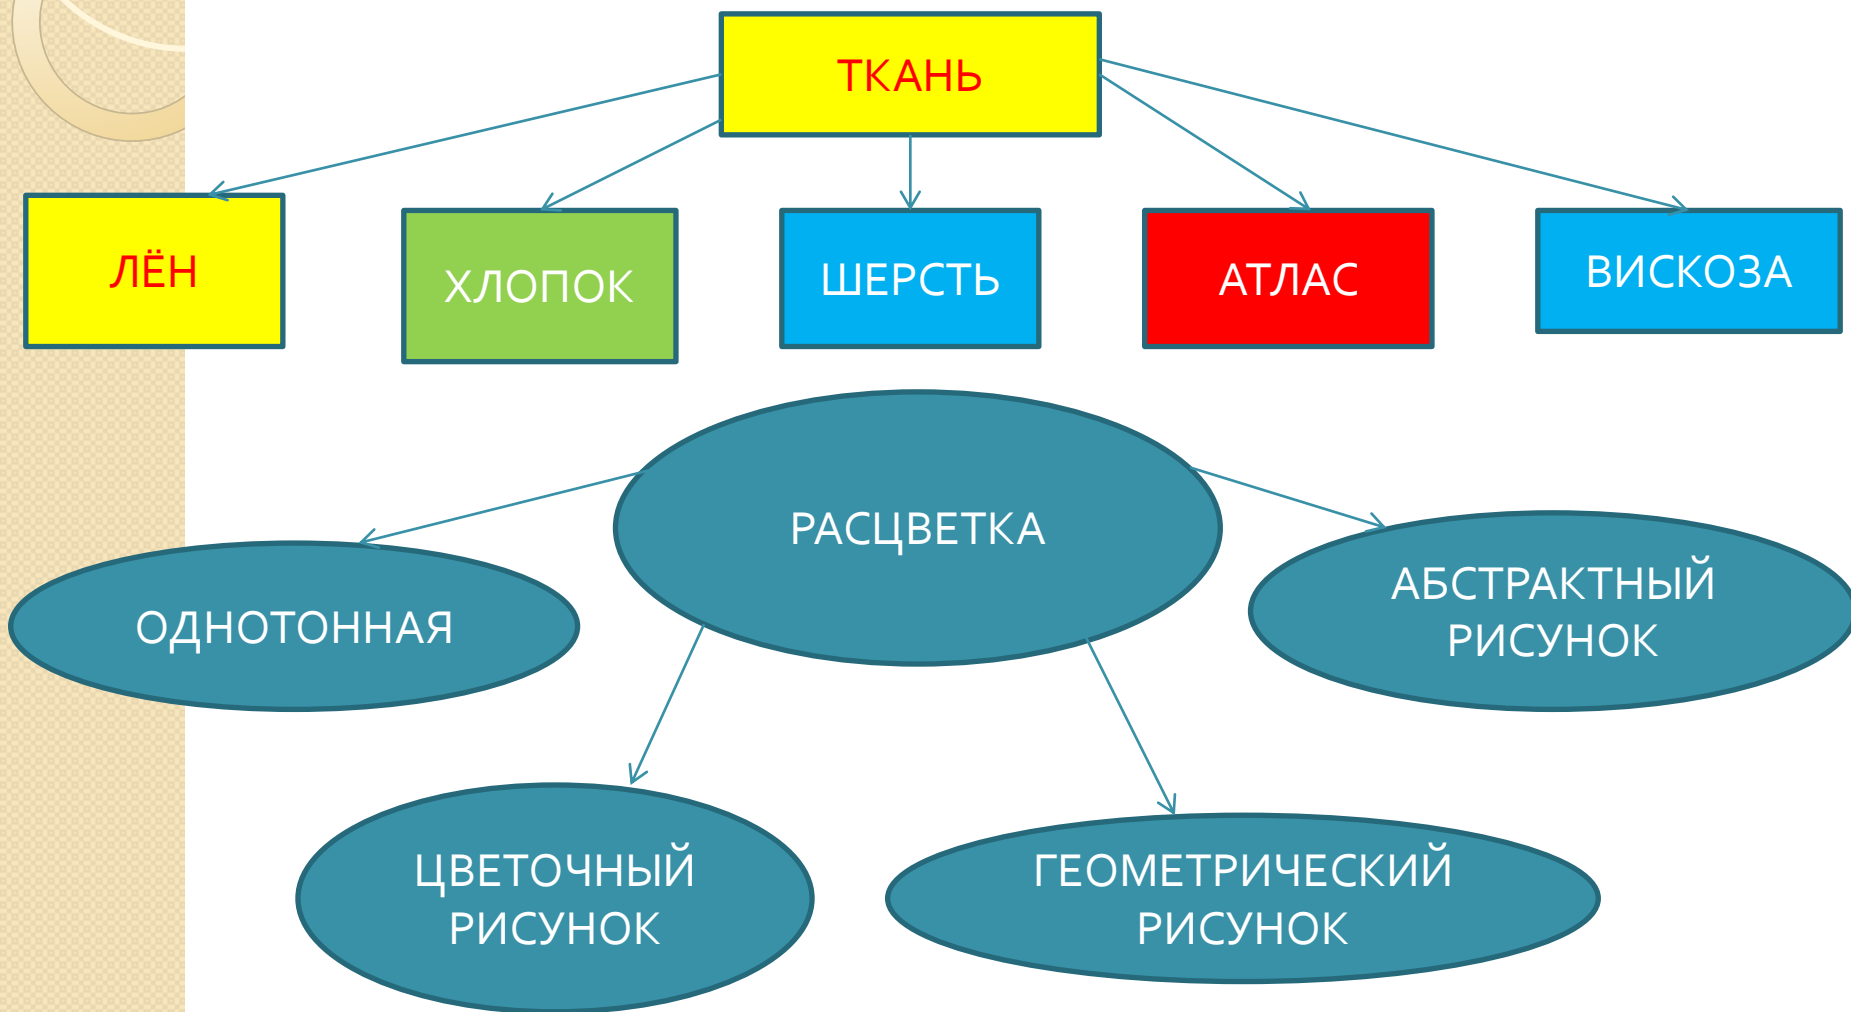 ТКАНЬ
ЛЁН
ХЛОПОК
ШЕРСТЬ
АТЛАС
ВИСКОЗА
РАСЦВЕТКА
ОДНОТОННАЯ
АБСТРАКТНЫЙ
РИСУНОК
ЦВЕТОЧНЫЙ
РИСУНОК
ГЕОМЕТРИЧЕСКИЙ
РИСУНОК